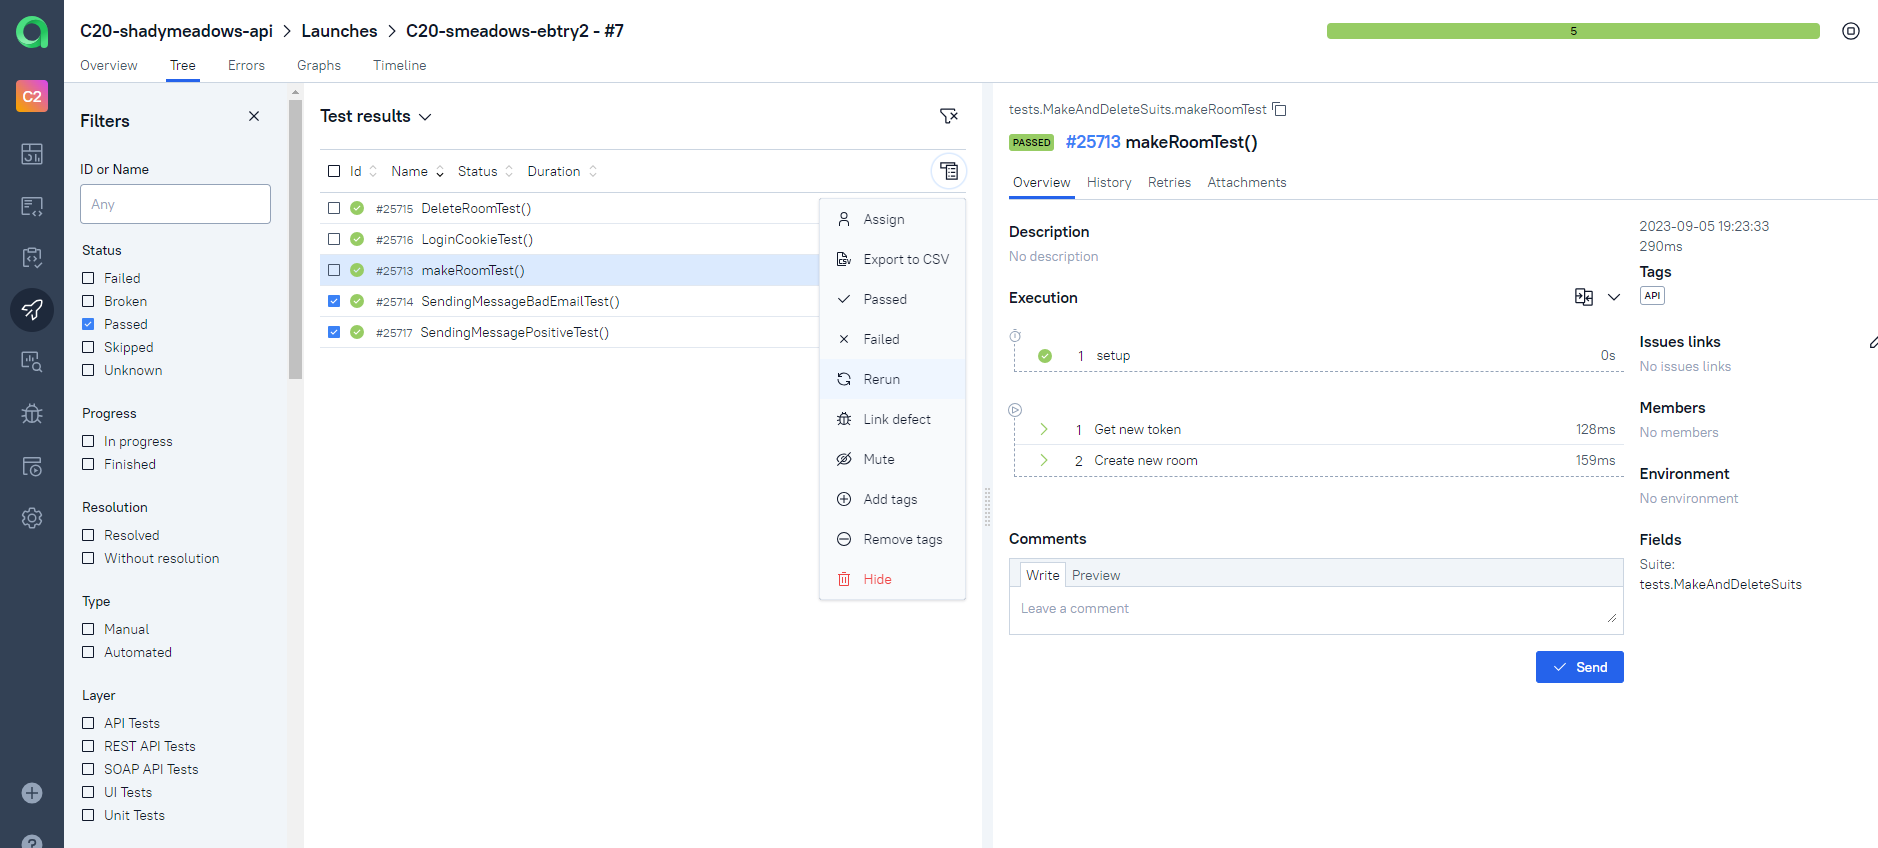 C20-shadymeadows-api > Launches > C20-smeadows-ebtry2 - #7
5
Overview Tree Errors Graphs Timeline
C2
Filters
ID or Name
Any
Status
Failed
Broken
Passed
Skipped
Unknown
Progress
In progress
Finished
Resolution
Resolved
Without resolution
Type
Manual
Automated
Layer
API Tests
REST API Tests
SOAP API Tests
UI Tests
Unit Tests
Test results
Id Name Status Duration
#25715 DeleteRoomTest()
#25716 LoginCookieTest()
#25713 makeRoomTest()
#25714 SendingMessageBadEmailTest()
#25717 SendingMessagePositiveTest()
Assign
CSV Export to CSV
Passed
Failed
Rerun
Link defect
Mute
Add tags
Remove tags
Hide
tests.MakeAndDeleteSuits.makeRoomTest
PASSED #25713 makeRoomTest()
Overview History Retries Attachments
Description
No description
Execution
1 setup 0s
1 Get new token 128ms
2 Create new room 159ms
Comments
Write Preview
Leave a comment
Send
2023-09-05 19:23:33
290ms
Tags
API
Issues links
No issues links
Members
No members
Environment
No environment
Fields
Suite:
tests.MakeAndDeleteSuits